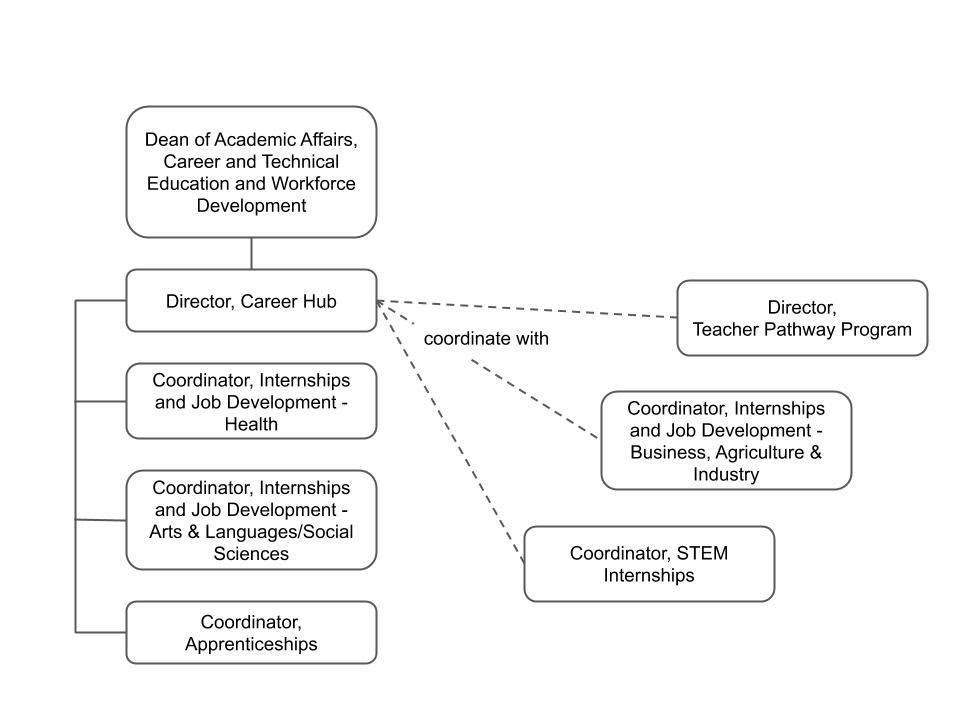 Dean of Academic Affairs,
Career and Technical
Education and Workforce
Development
Director, Career Hub
Director,
Teacher Pathway Program
coordinate with
Coordinator, Internships
and Job Development -
Health
Coordinator, Internships
and Job Development -
Business, Agriculture &
Industry
Coordinator, Internships
and Job Development -
Arts & Languages/Social
Sciences
Coordinator, STEM
Internships
Coordinator,
Apprenticeships